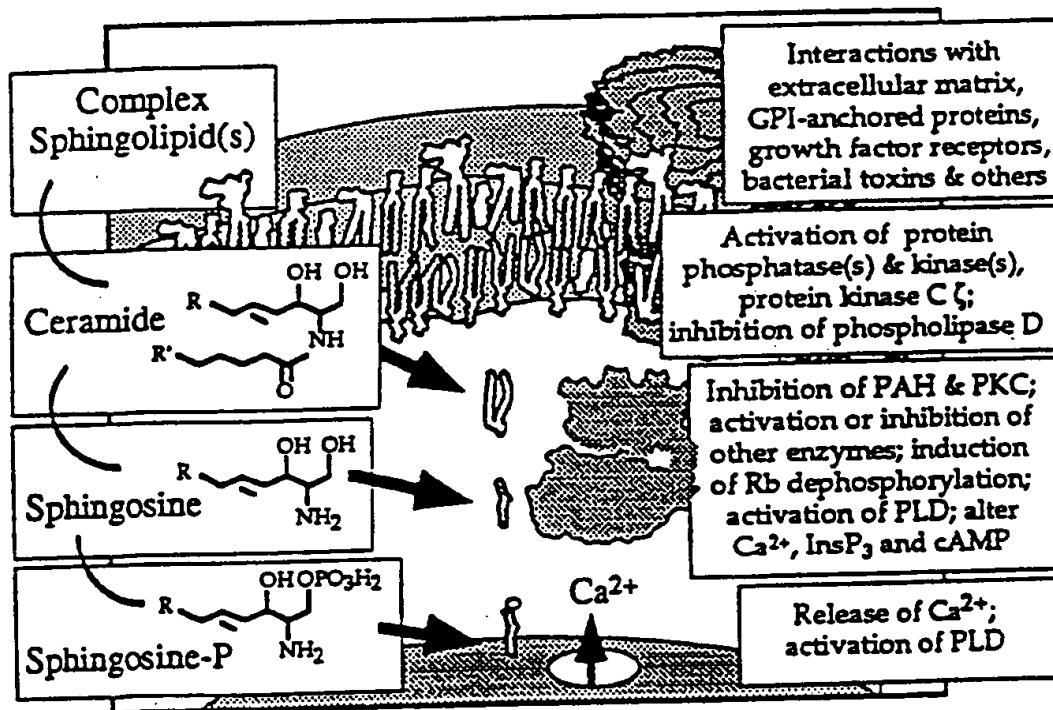 Complex
Sphingolipid(s)
Interactions with
extracellular matrix,
GPI-anchored proteins,
growth factor receptors,
bacterial toxins & others
Ceramide
OH OH
R
NH
R'
O
Activation of protein
phosphatase(s) & kinase(s),
protein kinase C ζ;
inhibition of phospholipase D
Sphingosine
OH OH
R
NH₂
Inhibition of PAH & PKC;
activation or inhibition of
other enzymes; induction
of Rb dephosphorylation;
activation of PLD; alter
Ca²⁺, InsP₃ and cAMP
Sphingosine-P
OH OPO₃H₂
R
NH₂
Ca²⁺
Release of Ca²⁺;
activation of PLD